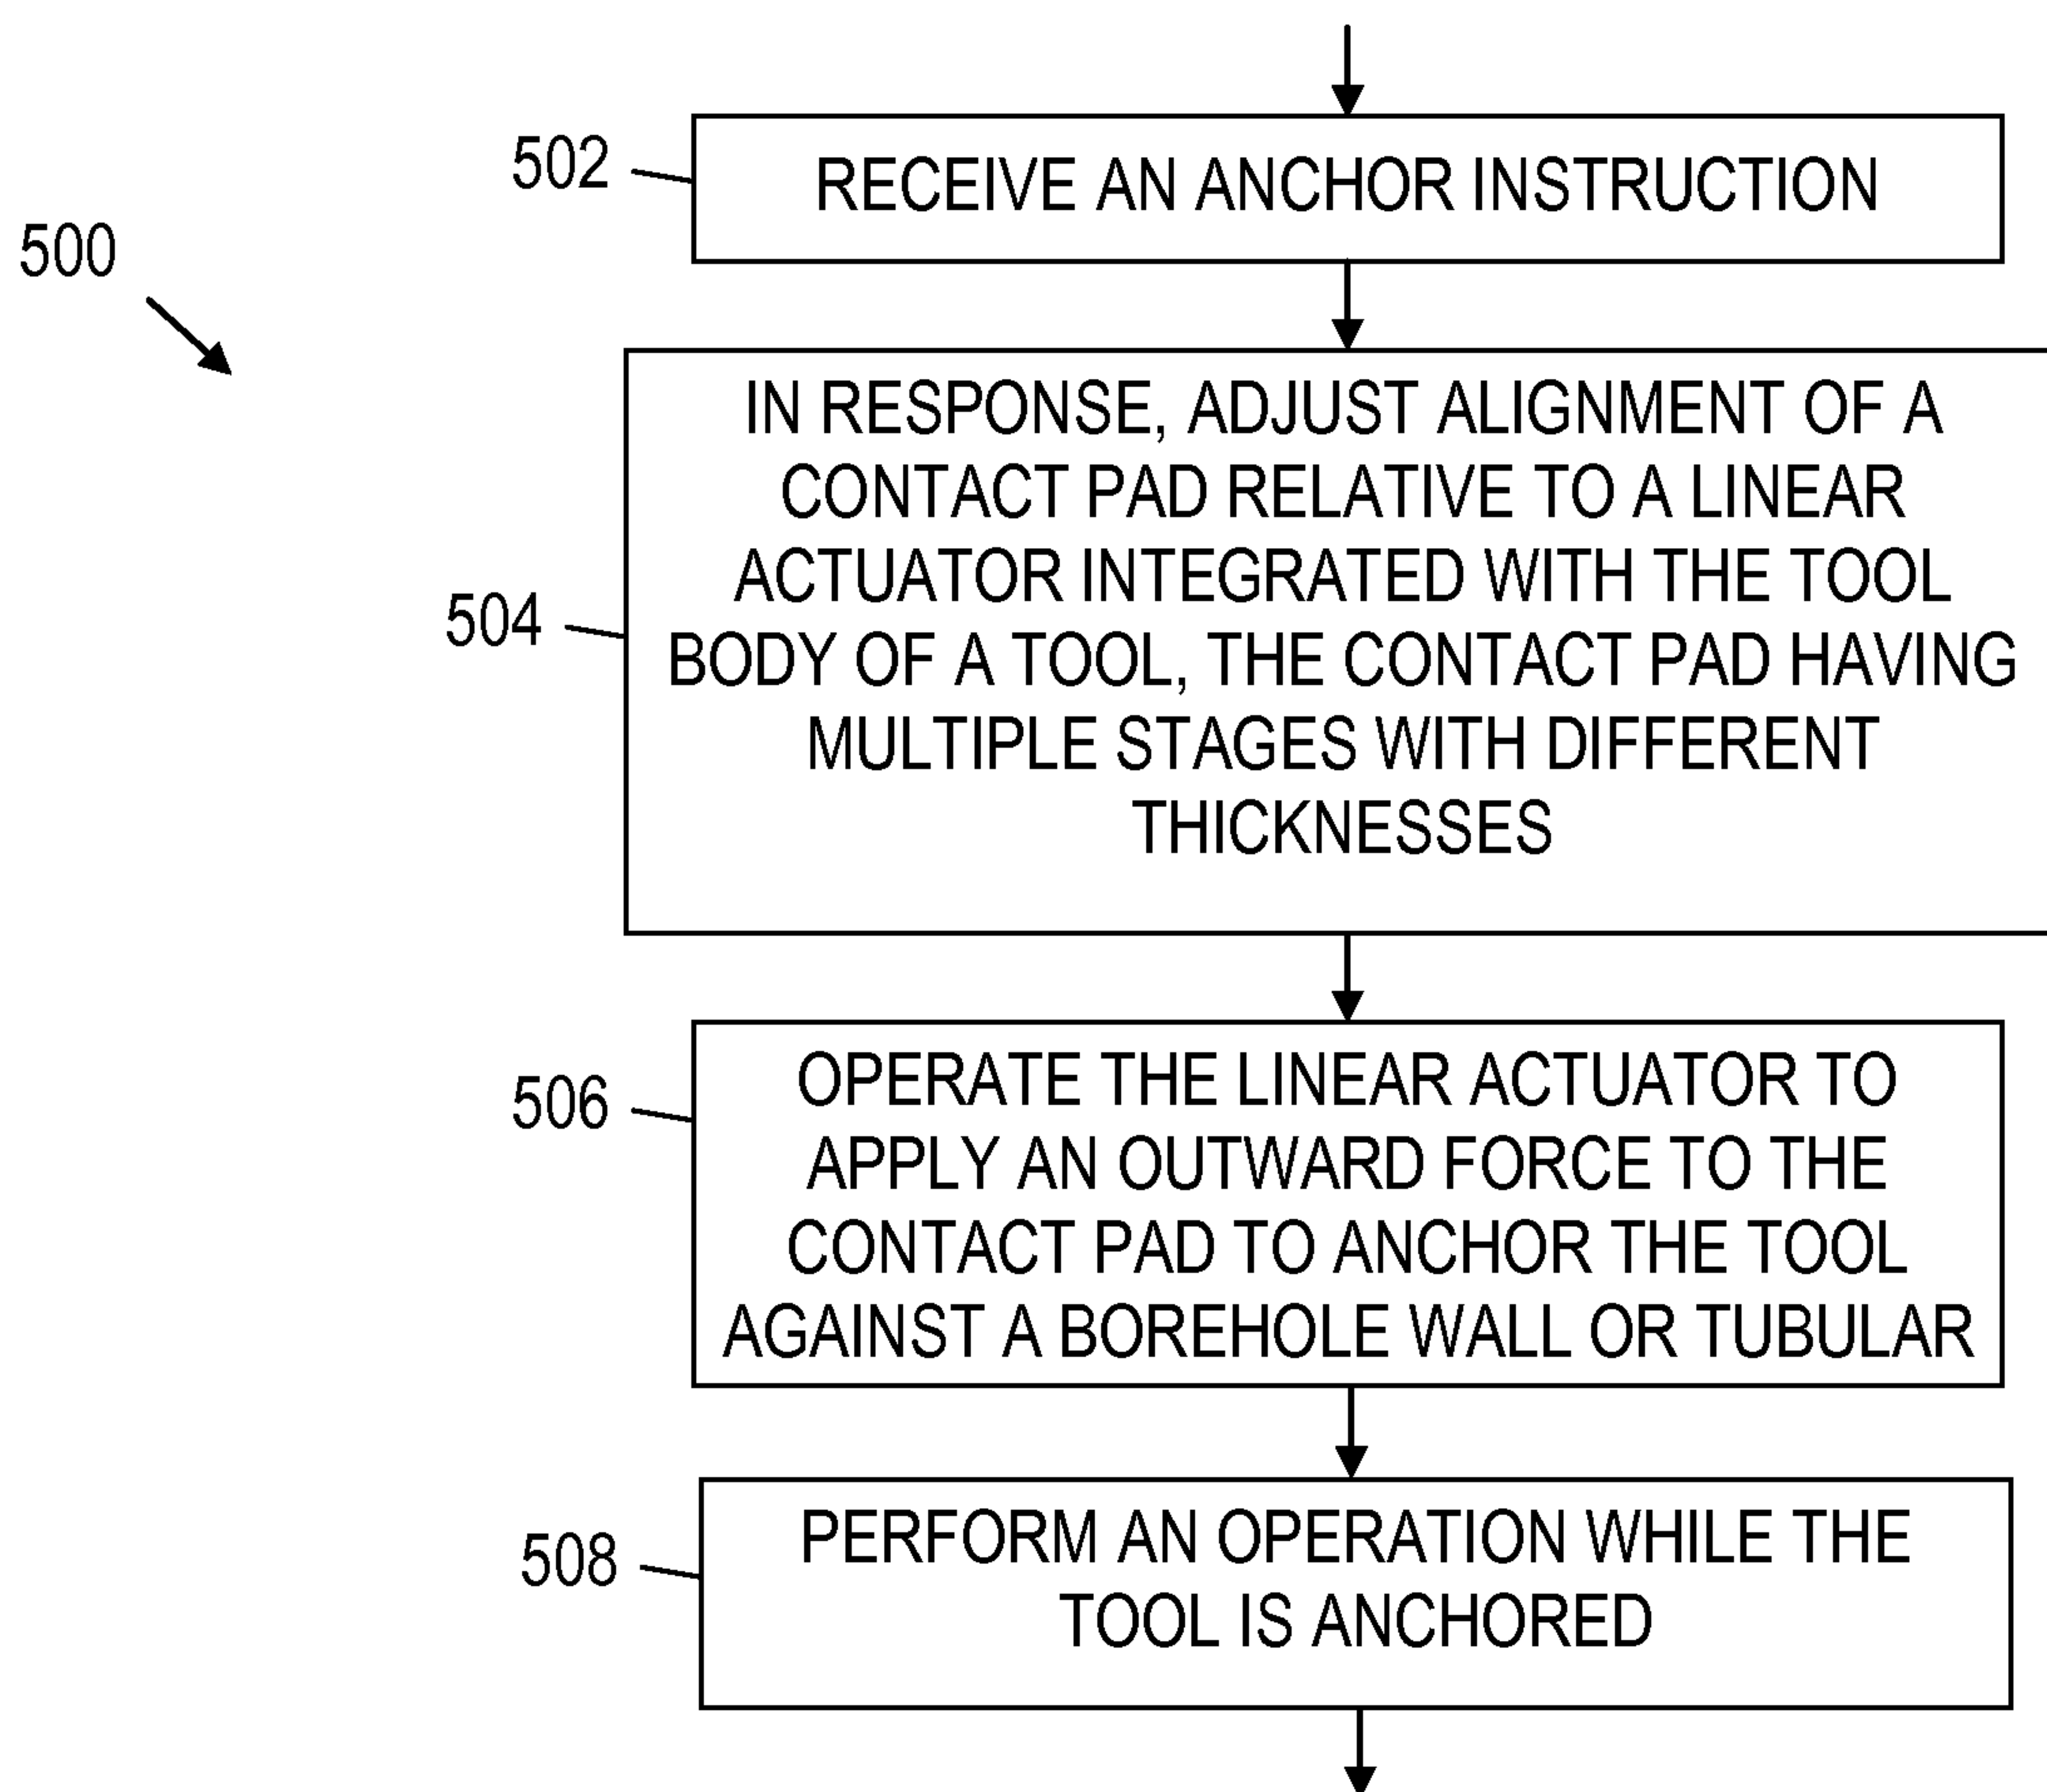 502
RECEIVE AN ANCHOR INSTRUCTION
500
IN RESPONSE, ADJUST ALIGNMENT OF A
CONTACT PAD RELATIVE TO A LINEAR
ACTUATOR INTEGRATED WITH THE TOOL
BODY OF A TOOL, THE CONTACT PAD HAVING
MULTIPLE STAGES WITH DIFFERENT
THICKNESSES
504
OPERATE THE LINEAR ACTUATOR TO
APPLY AN OUTWARD FORCE TO THE
CONTACT PAD TO ANCHOR THE TOOL
AGAINST A BOREHOLE WALL OR TUBULAR
506
PERFORM AN OPERATION WHILE THE
TOOL IS ANCHORED
508